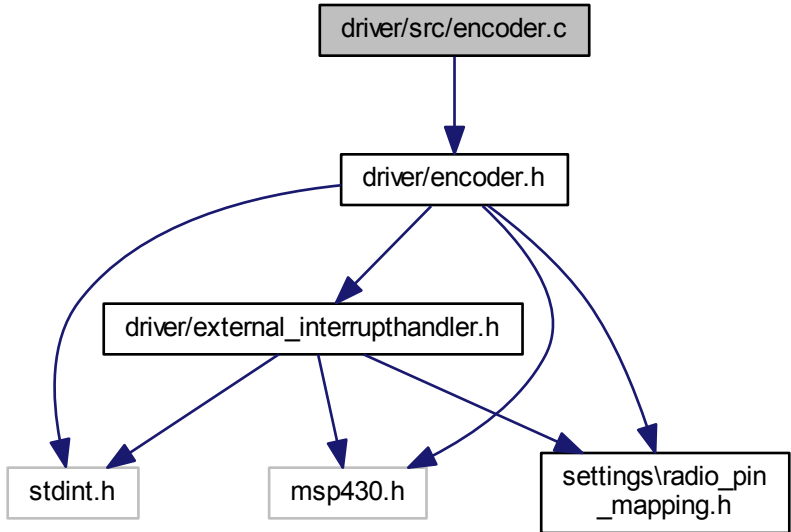 driver/src/encoder.c
driver/encoder.h
driver/external_interrupthandler.h
stdint.h
msp430.h
settings\radio_pin
_mapping.h